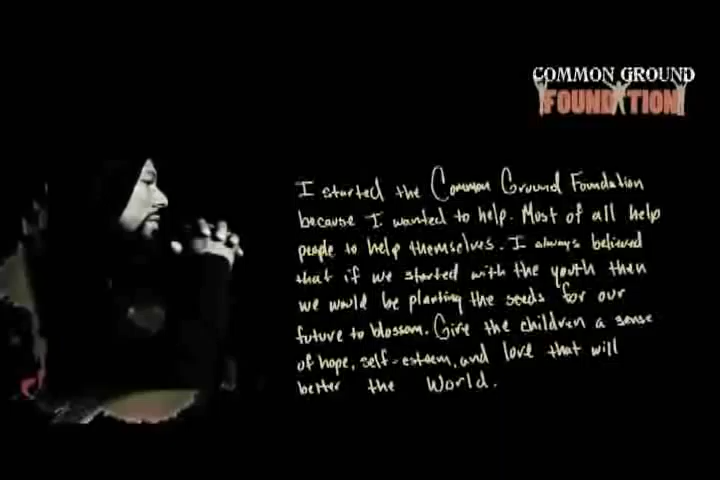 COMMON GROUND
FOUNDATION
I started the Common Ground Foundation
because I wanted to help. Most of all help
people to help themselves. I always believed
that if we started with the youth then
we would be planting the seeds for our
future to blossom. Give the children a sense
of hope, self-esteem, and love that will
better the World.